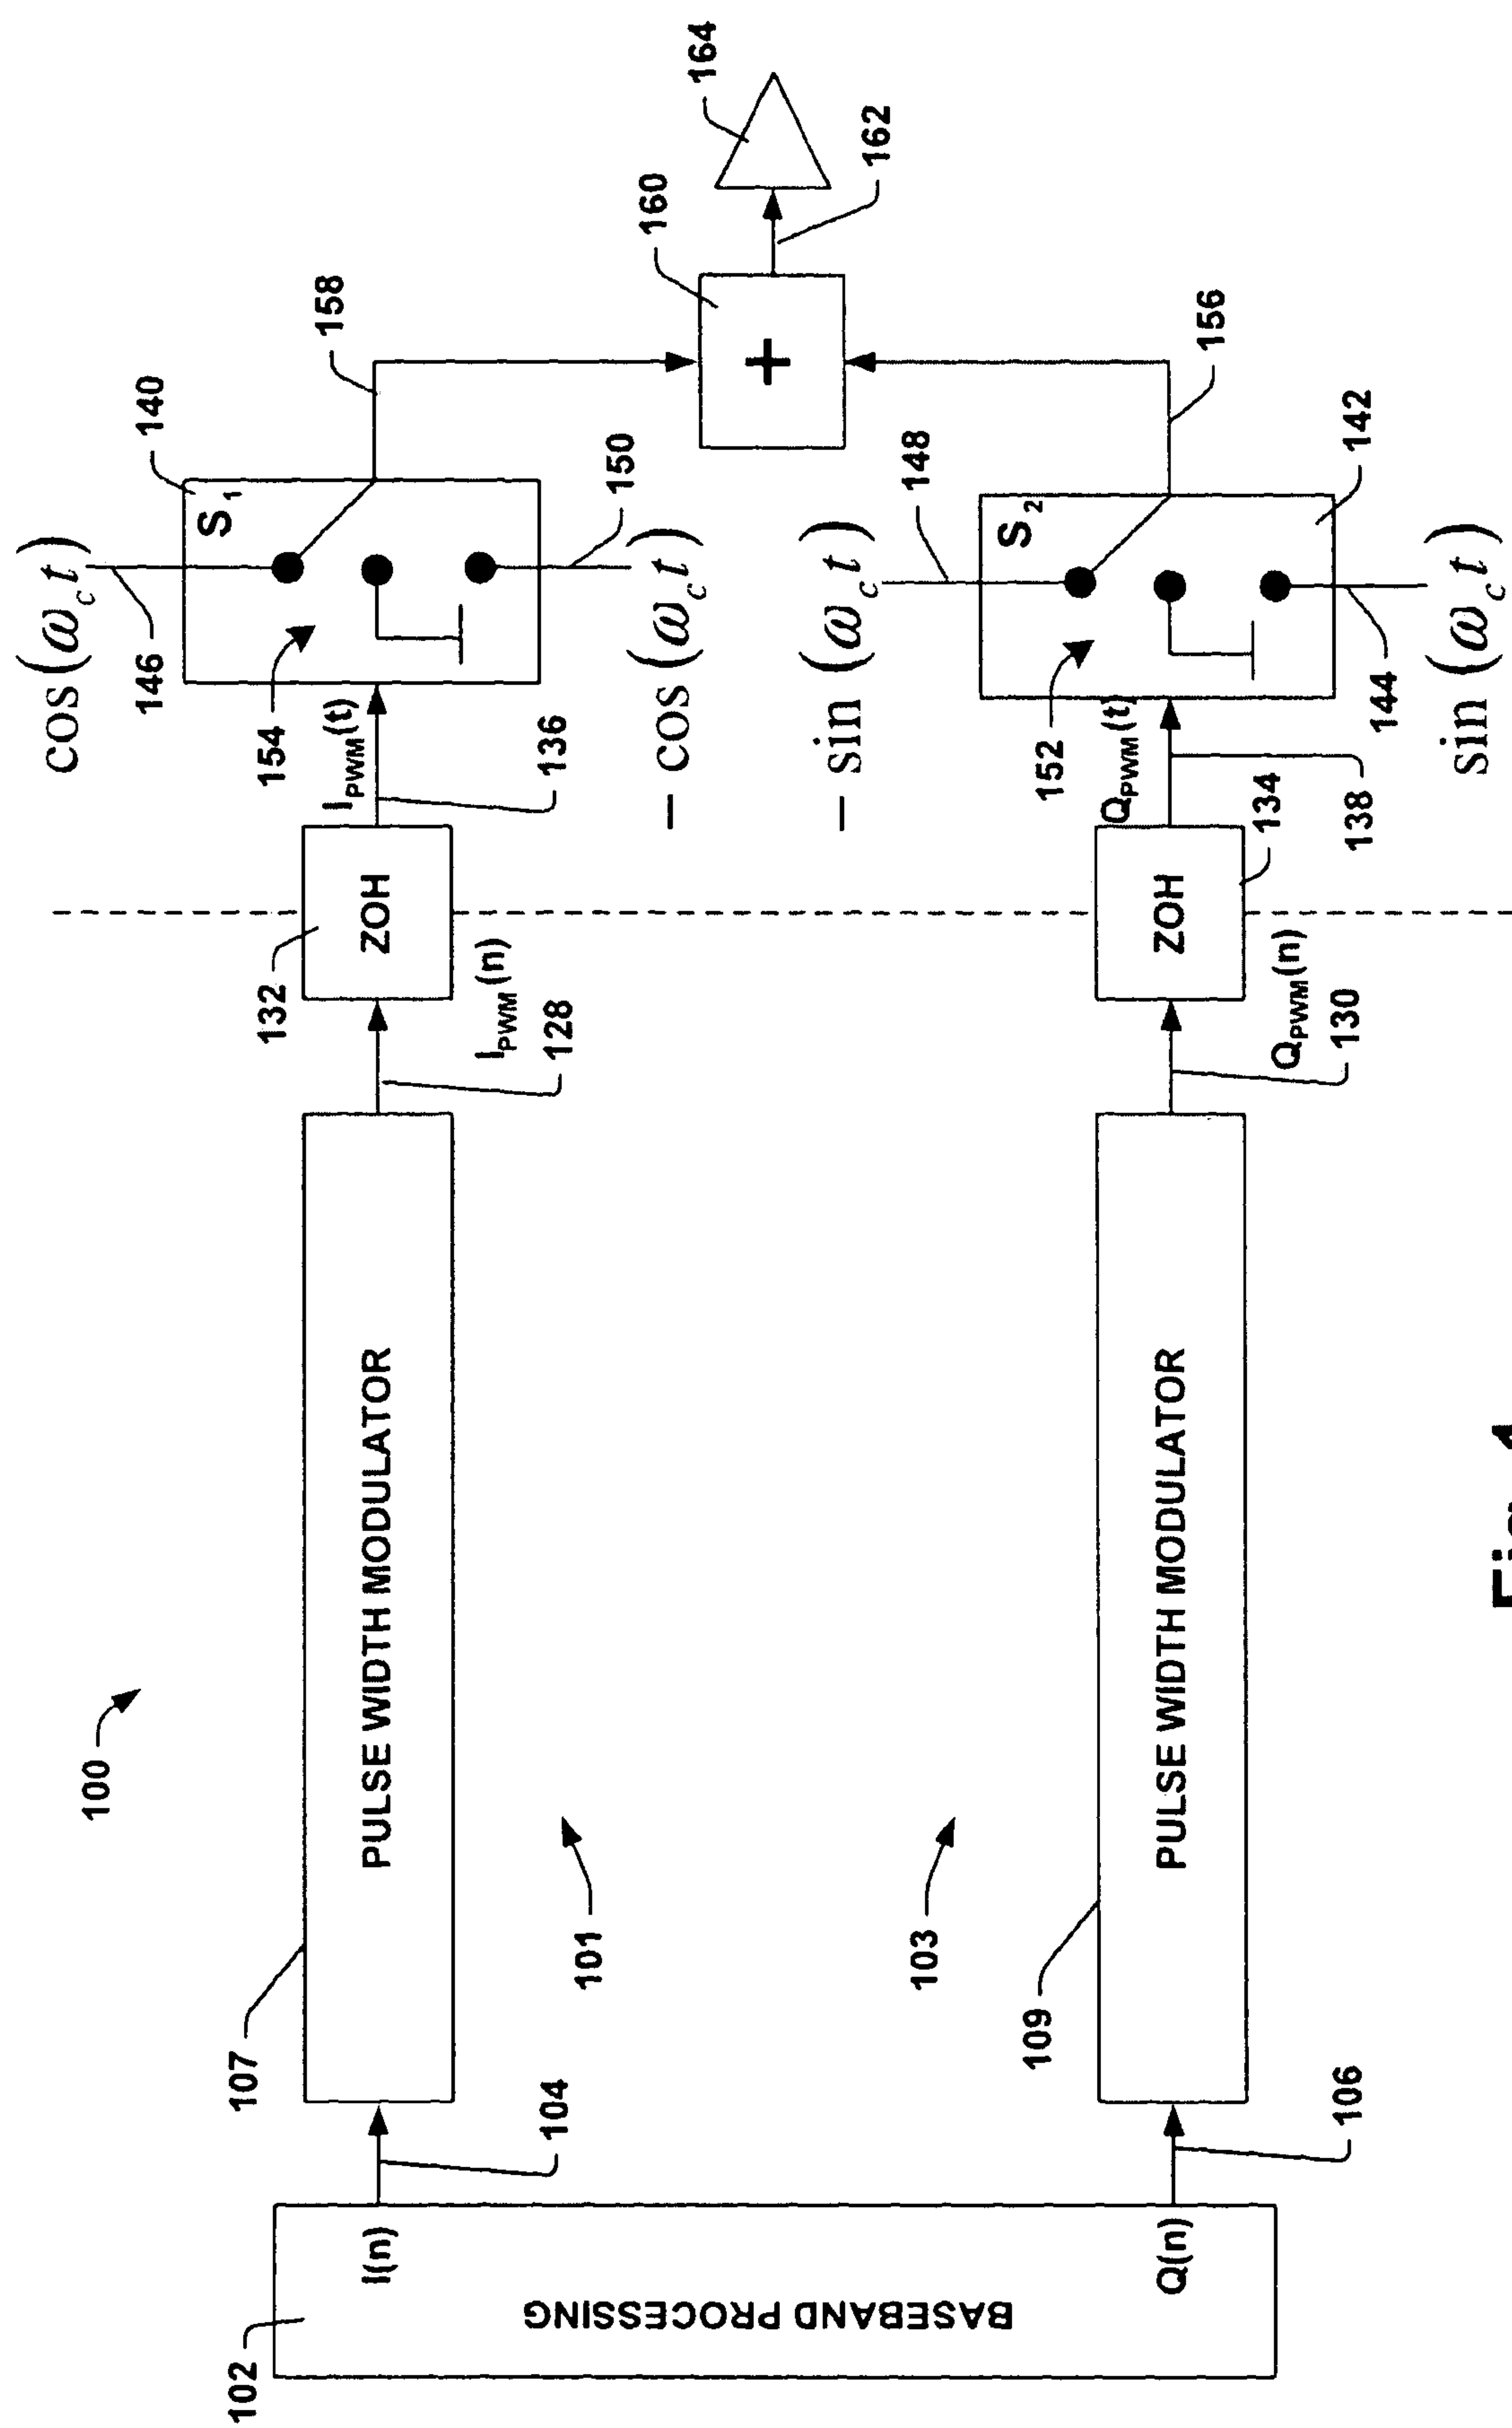 100
102
BASEBAND PROCESSING
I(n)
104
107
PULSE WIDTH MODULATOR
101
128
I_PWM(n)
132
ZOH
I_PWM(t)
136
cos(ω_c t)
146
154
140
S₁
150
− cos(ω_c t)
158
160
+
162
164
Q(n)
106
109
PULSE WIDTH MODULATOR
103
130
Q_PWM(n)
134
ZOH
Q_PWM(t)
138
− sin(ω_c t)
148
152
142
S₂
144
sin(ω_c t)
156